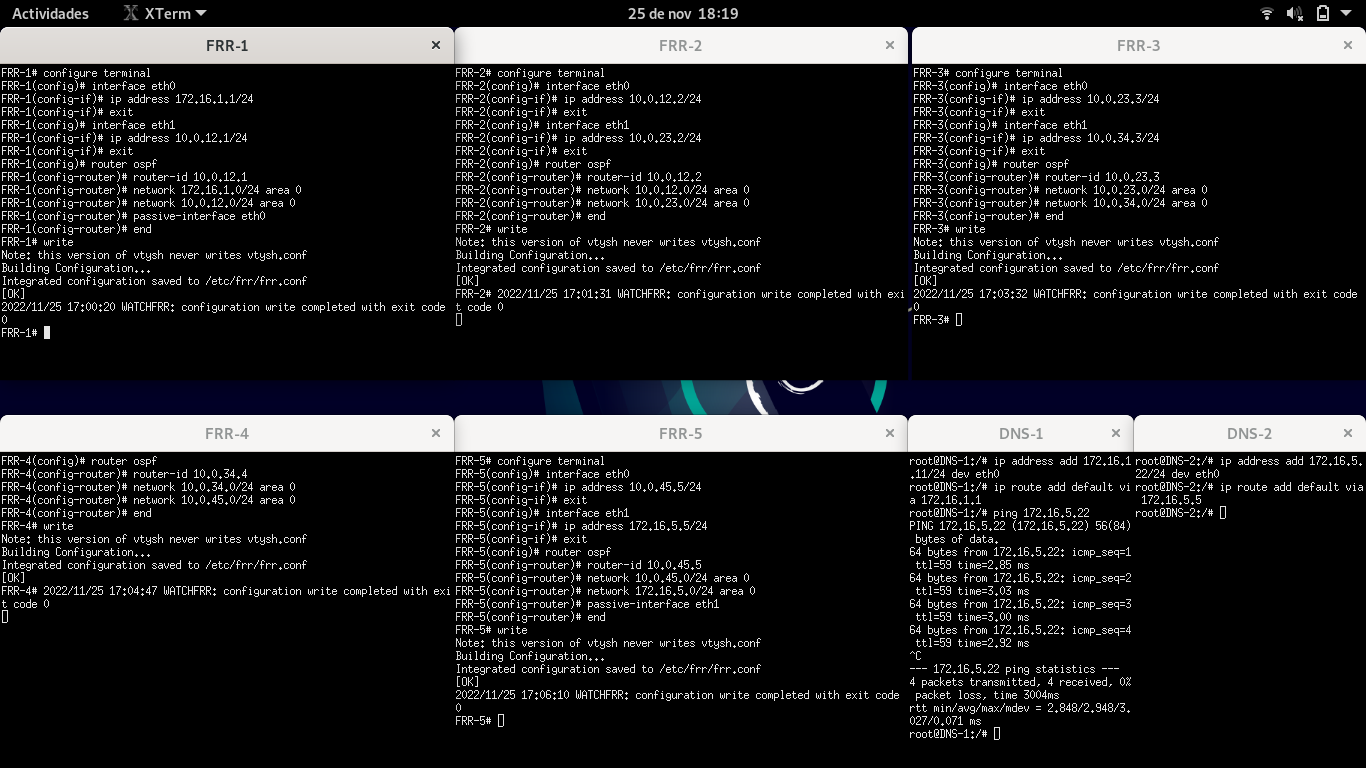 Actividades
XTerm
25 de nov 18:19
FRR-1
FRR-1# configure terminal
FRR-1(config)# interface eth0
FRR-1(config-if)# ip address 172.16.1.1/24
FRR-1(config-if)# exit
FRR-1(config)# interface eth1
FRR-1(config-if)# ip address 10.0.12.1/24
FRR-1(config-if)# exit
FRR-1(config)# router ospf
FRR-1(config-router)# router-id 10.0.12.1
FRR-1(config-router)# network 172.16.1.0/24 area 0
FRR-1(config-router)# network 10.0.12.0/24 area 0
FRR-1(config-router)# passive-interface eth0
FRR-1(config-router)# end
FRR-1# write
Note: this version of vtysh never writes vtysh.conf
Building Configuration...
Integrated configuration saved to /etc/frr/frr.conf
[OK]
2022/11/25 17:00:20 WATCHFRR: configuration write completed with exit code
0
FRR-1#
FRR-2
FRR-2# configure terminal
FRR-2(config)# interface eth0
FRR-2(config-if)# ip address 10.0.12.2/24
FRR-2(config-if)# exit
FRR-2(config)# interface eth1
FRR-2(config-if)# ip address 10.0.23.2/24
FRR-2(config-if)# exit
FRR-2(config)# router ospf
FRR-2(config-router)# router-id 10.0.12.2
FRR-2(config-router)# network 10.0.12.0/24 area 0
FRR-2(config-router)# network 10.0.23.0/24 area 0
FRR-2(config-router)# end
FRR-2# write
Note: this version of vtysh never writes vtysh.conf
Building Configuration...
Integrated configuration saved to /etc/frr/frr.conf
[OK]
FRR-2# 2022/11/25 17:01:31 WATCHFRR: configuration write completed with exi
t code 0
FRR-3
FRR-3# configure terminal
FRR-3(config)# interface eth0
FRR-3(config-if)# ip address 10.0.23.3/24
FRR-3(config-if)# exit
FRR-3(config)# interface eth1
FRR-3(config-if)# ip address 10.0.34.3/24
FRR-3(config-if)# exit
FRR-3(config)# router ospf
FRR-3(config-router)# router-id 10.0.23.3
FRR-3(config-router)# network 10.0.23.0/24 area 0
FRR-3(config-router)# network 10.0.34.0/24 area 0
FRR-3(config-router)# end
FRR-3# write
Note: this version of vtysh never writes vtysh.conf
Building Configuration...
Integrated configuration saved to /etc/frr/frr.conf
[OK]
2022/11/25 17:03:32 WATCHFRR: configuration write completed with exit code
0
FRR-3#
FRR-4
FRR-4(config)# router ospf
FRR-4(config-router)# router-id 10.0.34.4
FRR-4(config-router)# network 10.0.34.0/24 area 0
FRR-4(config-router)# network 10.0.45.0/24 area 0
FRR-4(config-router)# end
FRR-4# write
Note: this version of vtysh never writes vtysh.conf
Building Configuration...
Integrated configuration saved to /etc/frr/frr.conf
[OK]
FRR-4# 2022/11/25 17:04:47 WATCHFRR: configuration write completed with exi
t code 0
FRR-5
FRR-5# configure terminal
FRR-5(config)# interface eth0
FRR-5(config-if)# ip address 10.0.45.5/24
FRR-5(config-if)# exit
FRR-5(config)# interface eth1
FRR-5(config-if)# ip address 172.16.5.5/24
FRR-5(config-if)# exit
FRR-5(config)# router ospf
FRR-5(config-router)# router-id 10.0.45.5
FRR-5(config-router)# network 10.0.45.0/24 area 0
FRR-5(config-router)# network 172.16.5.0/24 area 0
FRR-5(config-router)# passive-interface eth1
FRR-5(config-router)# end
FRR-5# write
Note: this version of vtysh never writes vtysh.conf
Building Configuration...
Integrated configuration saved to /etc/frr/frr.conf
[OK]
2022/11/25 17:06:10 WATCHFRR: configuration write completed with exit code
0
FRR-5#
DNS-1
root@DNS-1:/# ip address add 172.16.1
.11/24 dev eth0
root@DNS-1:/# ip route add default vi
a 172.16.1.1
root@DNS-1:/# ping 172.16.5.22
PING 172.16.5.22 (172.16.5.22) 56(84)
bytes of data.
64 bytes from 172.16.5.22: icmp_seq=1
ttl=59 time=2.85 ms
64 bytes from 172.16.5.22: icmp_seq=2
ttl=59 time=3.03 ms
64 bytes from 172.16.5.22: icmp_seq=3
ttl=59 time=3.00 ms
64 bytes from 172.16.5.22: icmp_seq=4
ttl=59 time=2.92 ms
^C
--- 172.16.5.22 ping statistics ---
4 packets transmitted, 4 received, 0%
packet loss, time 3004ms
rtt min/avg/max/mdev = 2.848/2.948/3.
027/0.071 ms
root@DNS-1:/#
DNS-2
root@DNS-2:/# ip address add 172.16.5.
22/24 dev eth0
root@DNS-2:/# ip route add default via
172.16.5.5
root@DNS-2:/#